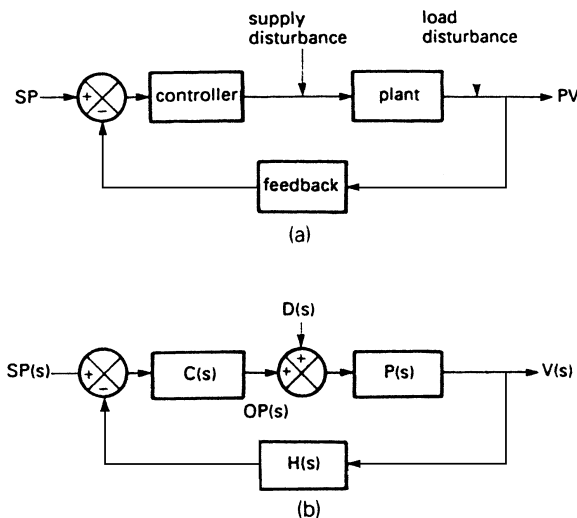 supply
disturbance
load
disturbance
SP
+
−
controller
plant
PV
feedback
(a)
D(s)
SP(s)
+
−
C(s)
+
+
P(s)
V(s)
OP(s)
H(s)
(b)